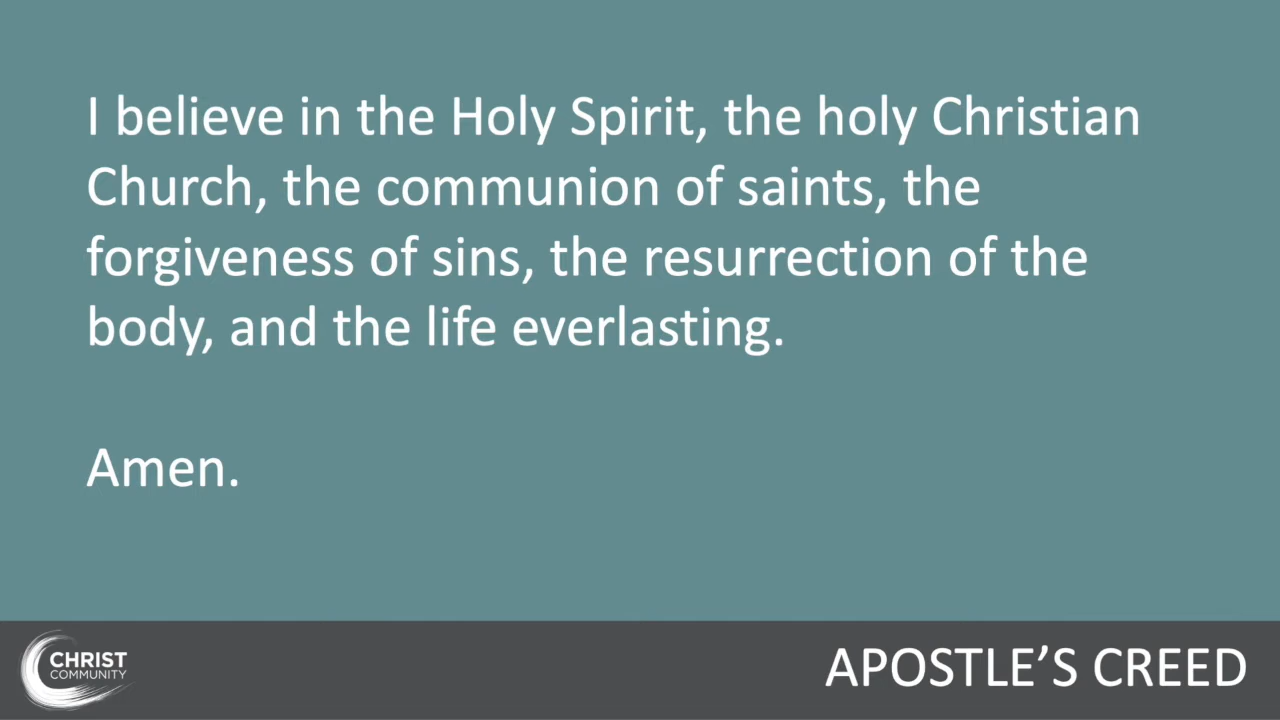 I believe in the Holy Spirit, the holy Christian
Church, the communion of saints, the
forgiveness of sins, the resurrection of the
body, and the life everlasting.
Amen.
CHRIST
COMMUNITY
APOSTLE’S CREED